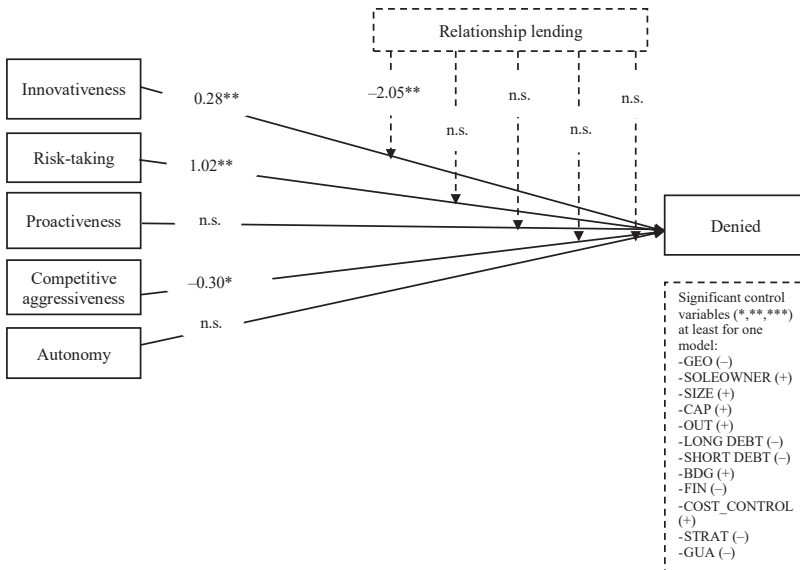 Relationship lending
Innovativeness
0.28**
–2.05**
n.s.
n.s.
n.s.
n.s.
Risk-taking
1.02**
Proactiveness
n.s.
Denied
Competitive
aggressiveness
–0.30*
n.s.
Autonomy
Significant control
variables (*,**,***)
at least for one
model:
-GEO (–)
-SOLEOWNER (+)
-SIZE (+)
-CAP (+)
-OUT (+)
-LONG DEBT (–)
-SHORT DEBT (–)
-BDG (+)
-FIN (–)
-COST_CONTROL
(+)
-STRAT (–)
-GUA (–)